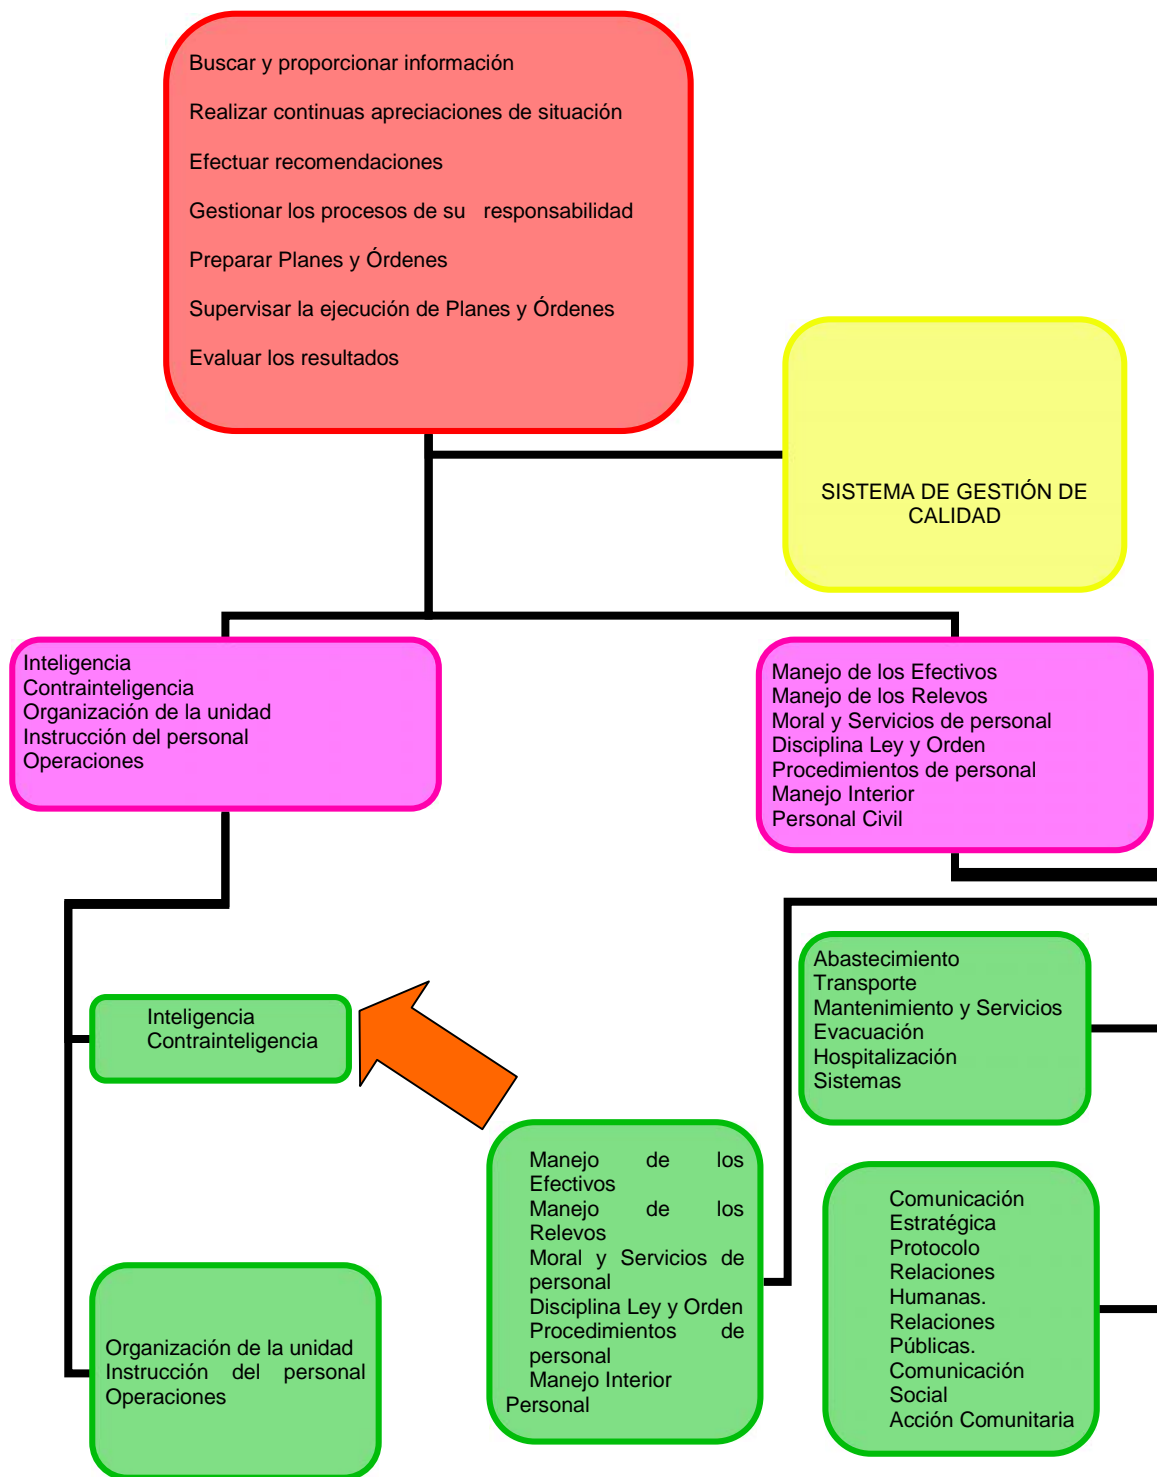 Buscar y proporcionar información
Realizar continuas apreciaciones de situación
Efectuar recomendaciones
Gestionar los procesos de su responsabilidad
Preparar Planes y Órdenes
Supervisar la ejecución de Planes y Órdenes
Evaluar los resultados
SISTEMA DE GESTIÓN DE
CALIDAD
Inteligencia
Contrainteligencia
Organización de la unidad
Instrucción del personal
Operaciones
Manejo de los Efectivos
Manejo de los Relevos
Moral y Servicios de personal
Disciplina Ley y Orden
Procedimientos de personal
Manejo Interior
Personal Civil
Abastecimiento
Transporte
Mantenimiento y Servicios
Evacuación
Hospitalización
Sistemas
Inteligencia
Contrainteligencia
Manejo de los
Efectivos
Manejo de los
Relevos
Moral y Servicios de
personal
Disciplina Ley y Orden
Procedimientos de
personal
Manejo Interior
Personal
Comunicación
Estratégica
Protocolo
Relaciones
Humanas.
Relaciones
Públicas.
Comunicación
Social
Acción Comunitaria
Organización de la unidad
Instrucción del personal
Operaciones